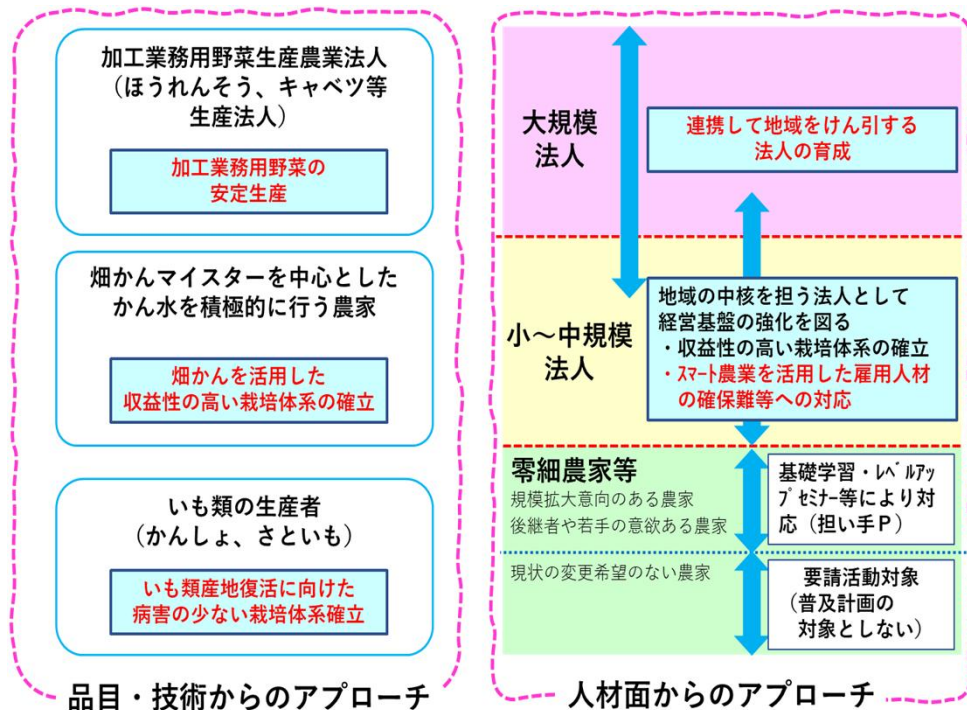 加工業務用野菜生産農業法人
（ほうれんそう、キャベツ等
生産法人）
加工業務用野菜の
安定生産
畑かんマイスターを中心とした
かん水を積極的に行う農家
畑かんを活用した
収益性の高い栽培体系の確立
いも類の生産者
（かんしょ、さといも）
いも類産地復活に向けた
病害の少ない栽培体系確立
品目・技術からのアプローチ
大規模
法人
連携して地域をけん引する
法人の育成
小～中規模
法人
地域の中核を担う法人として
経営基盤の強化を図る
・収益性の高い栽培体系の確立
・ｽﾏｰﾄ農業を活用した雇用人材
の確保難等への対応
零細農家等
規模拡大意向のある農家
後継者や若手の意欲ある農家
基礎学習・ﾚﾍﾞﾙｱｯ
ﾌﾟｾﾐﾅｰ等により対
応（担い手Ｐ）
現状の変更希望のない農家
要請活動対象
（普及計画の
対象としない）
人材面からのアプローチ